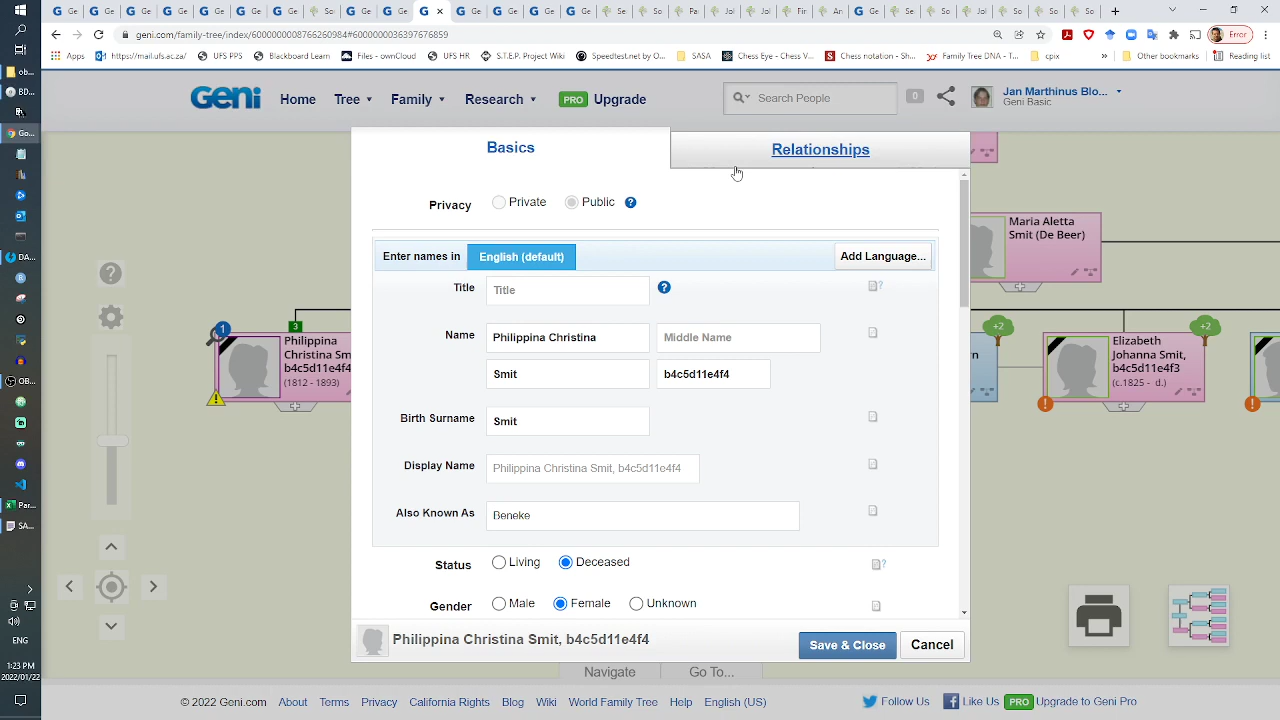 geni.com/family-tree/index/6000000008766260984#6000000036397676859
Error
Apps
https://mail.ufs.ac.za/
UFS PPS
Blackboard Learn
Files - ownCloud
UFS HR
S.T.E.P. Project Wiki
Speedtest.net by O...
SASA
Chess Eye - Chess V...
Chess notation - Sh...
Family Tree DNA - T...
cpix
»
Other bookmarks
Reading list
Geni
Home
Tree
Family
Research
PRO
Upgrade
Search People
0
Jan Marthinus Blo...
Geni Basic
Basics
Relationships
Privacy
Private
Public
?
Enter names in
English (default)
Add Language...
Title
Title
?
Name
Philippina Christina
Middle Name
Smit
b4c5d11e4f4
Birth Surname
Smit
Display Name
Philippina Christina Smit, b4c5d11e4f4
Also Known As
Beneke
Status
Living
Deceased
Gender
Male
Female
Unknown
Philippina Christina Smit, b4c5d11e4f4
Save & Close
Cancel
Maria Aletta
Smit (De Beer)
1
3
Philippina
Christina Sm
b4c5d11e4f4
(1812 - 1893)
+2
Elizabeth
Johanna Smit,
b4c5d11e4f3
(c.1825 - d.)
+2
Navigate
Go To...
© 2022 Geni.com
About
Terms
Privacy
California Rights
Blog
Wiki
World Family Tree
Help
English (US)
Follow Us
Like Us
PRO
Upgrade to Geni Pro
ENG
1:23 PM